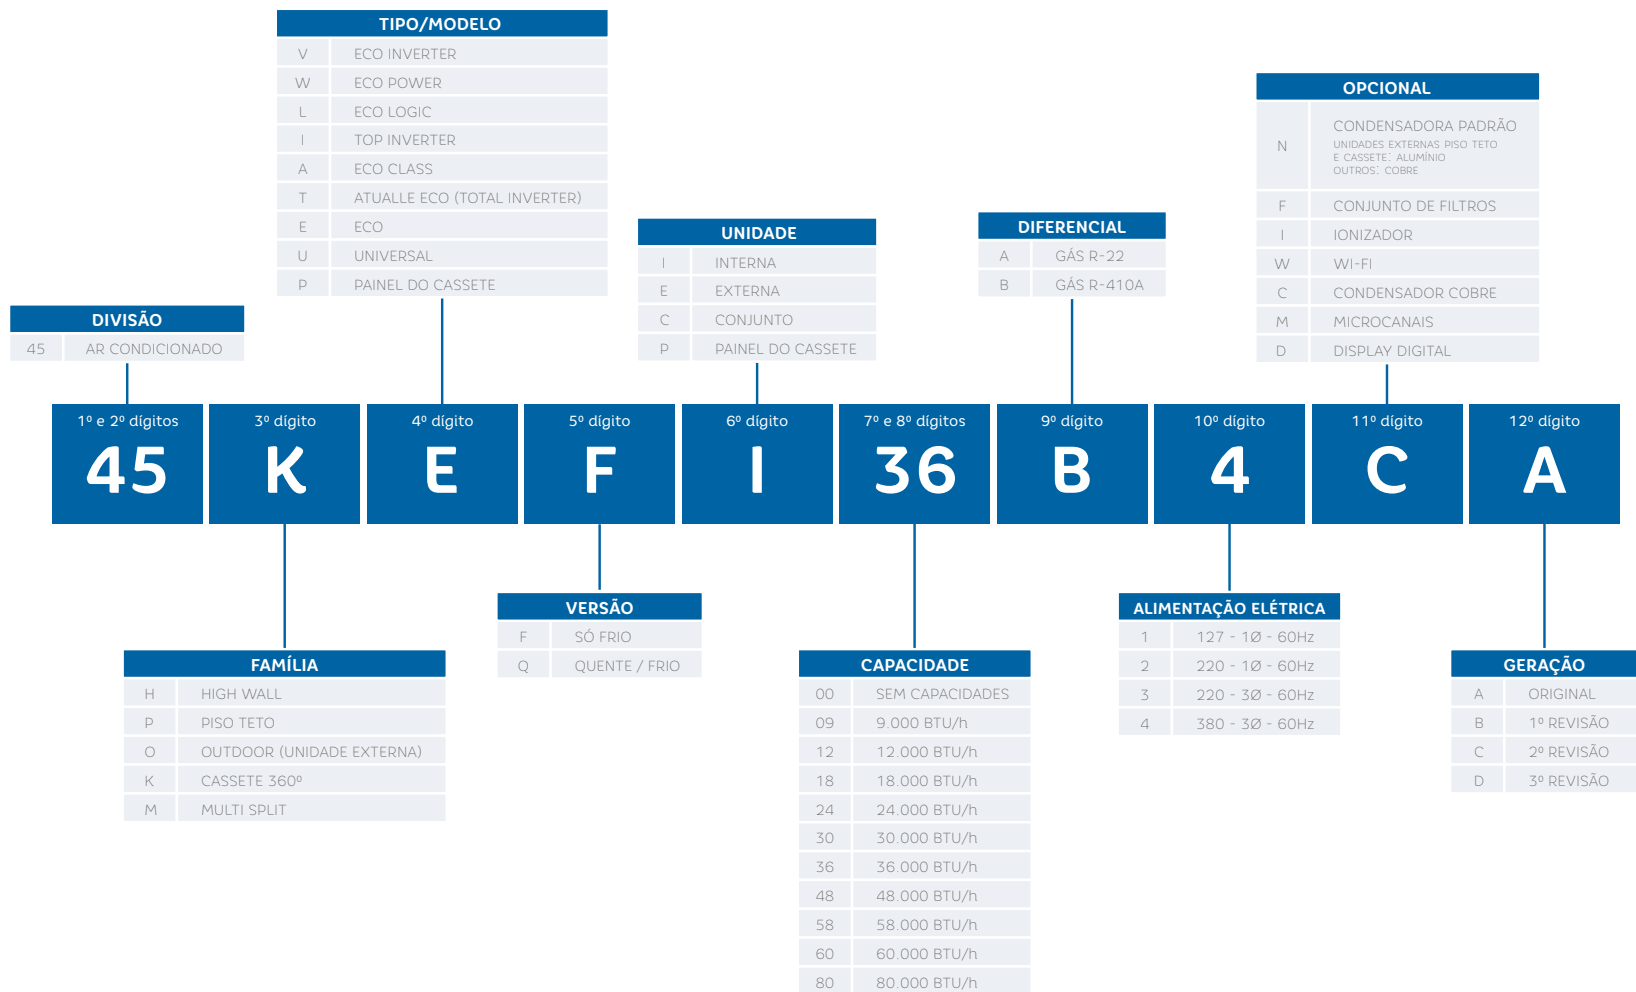 TIPO/MODELO
V ECO INVERTER
W ECO POWER
L ECO LOGIC
I TOP INVERTER
A ECO CLASS
T ATUALLE ECO (TOTAL INVERTER)
E ECO
U UNIVERSAL
P PAINEL DO CASSETE
OPCIONAL
N CONDENSADORA PADRÃO
UNIDADES EXTERNAS PISO TETO
E CASSETE: ALUMÍNIO
OUTROS: COBRE
F CONJUNTO DE FILTROS
I IONIZADOR
W WI-FI
C CONDENSADOR COBRE
M MICROCANAIS
D DISPLAY DIGITAL
UNIDADE
I INTERNA
E EXTERNA
C CONJUNTO
P PAINEL DO CASSETE
DIFERENCIAL
A GÁS R-22
B GÁS R-410A
DIVISÃO
45 AR CONDICIONADO
1º e 2º dígitos 3º dígito 4º dígito 5º dígito 6º dígito 7º e 8º dígitos 9º dígito 10º dígito 11º dígito 12º dígito
45 K E F I 36 B 4 C A
VERSÃO
F SÓ FRIO
Q QUENTE / FRIO
ALIMENTAÇÃO ELÉTRICA
1 127 - 1Ø - 60Hz
2 220 - 1Ø - 60Hz
3 220 - 3Ø - 60Hz
4 380 - 3Ø - 60Hz
FAMÍLIA
H HIGH WALL
P PISO TETO
O OUTDOOR (UNIDADE EXTERNA)
K CASSETE 360º
M MULTI SPLIT
CAPACIDADE
00 SEM CAPACIDADES
09 9.000 BTU/h
12 12.000 BTU/h
18 18.000 BTU/h
24 24.000 BTU/h
30 30.000 BTU/h
36 36.000 BTU/h
48 48.000 BTU/h
58 58.000 BTU/h
60 60.000 BTU/h
80 80.000 BTU/h
GERAÇÃO
A ORIGINAL
B 1º REVISÃO
C 2º REVISÃO
D 3º REVISÃO